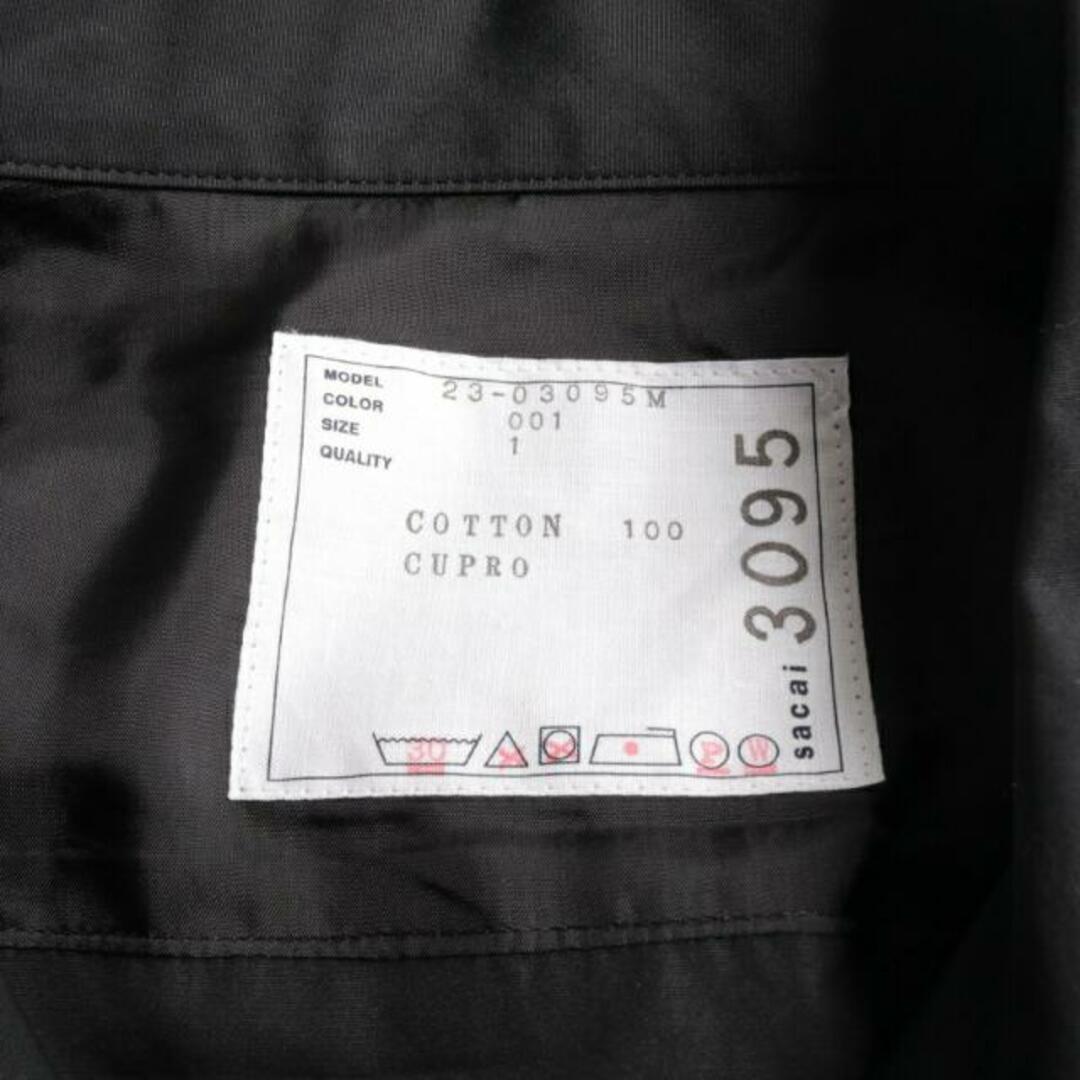 MODEL 23-03095M
COLOR 001
SIZE 1
QUALITY
COTTON 100
CUPRO
30
P
W
sacai 3095